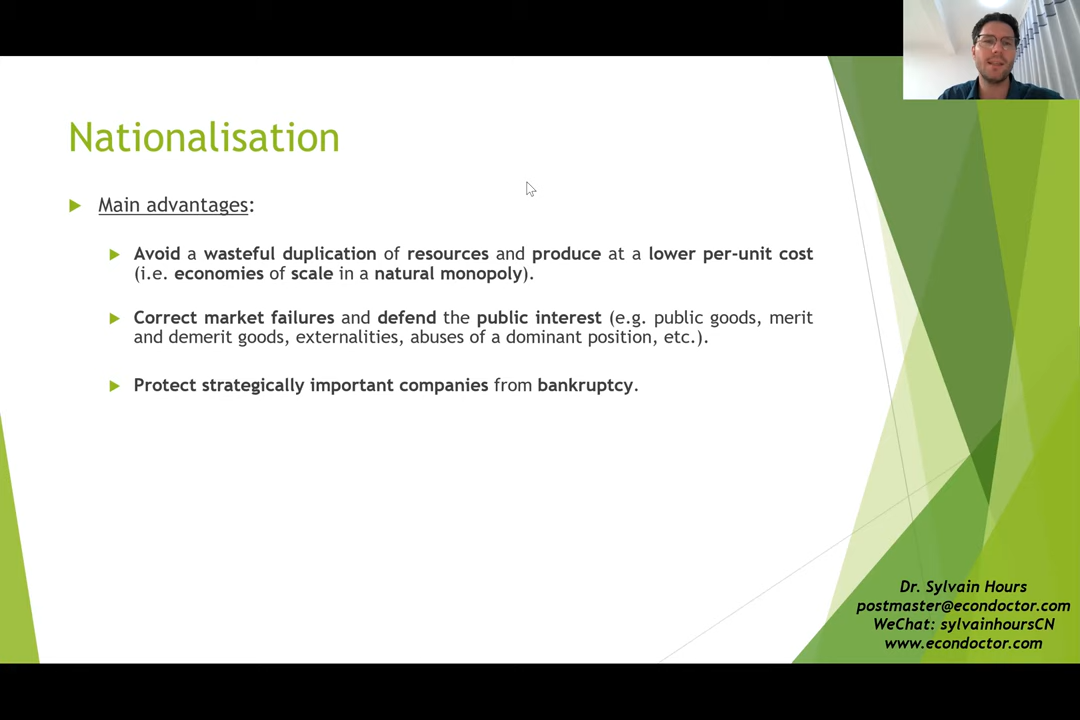 Nationalisation
Main advantages:
Avoid a wasteful duplication of resources and produce at a lower per-unit cost
(i.e. economies of scale in a natural monopoly).
Correct market failures and defend the public interest (e.g. public goods, merit
and demerit goods, externalities, abuses of a dominant position, etc.).
Protect strategically important companies from bankruptcy.
Dr. Sylvain Hours
postmaster@econdoctor.com
WeChat: sylvainhoursCN
www.econdoctor.com